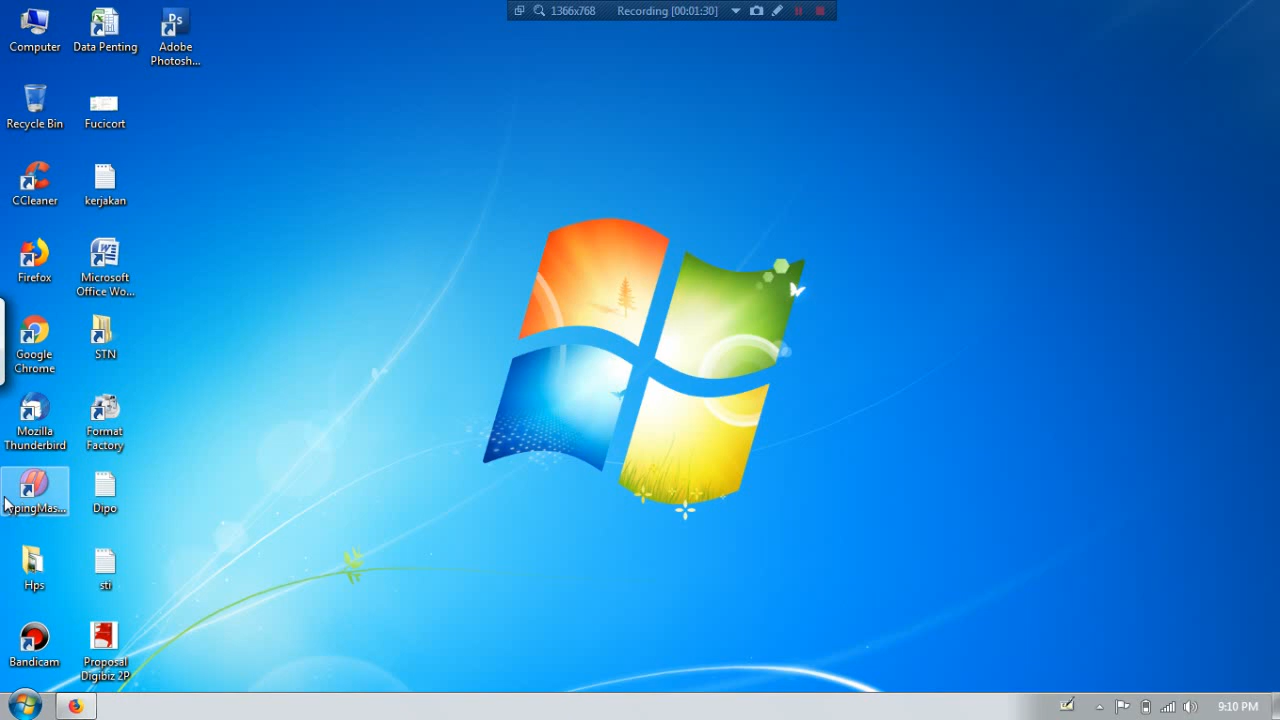 1366x768 Recording [00:01:30]
Computer
Data Penting
Adobe
Photosh...
Recycle Bin
Fucicort
CCleaner
kerjakan
Firefox
Microsoft
Office Wo...
Google
Chrome
STN
Mozilla
Thunderbird
Format
Factory
pingMas...
Dipo
Hps
sti
Bandicam
Proposal
Digibiz 2P
Ps
9:10 PM